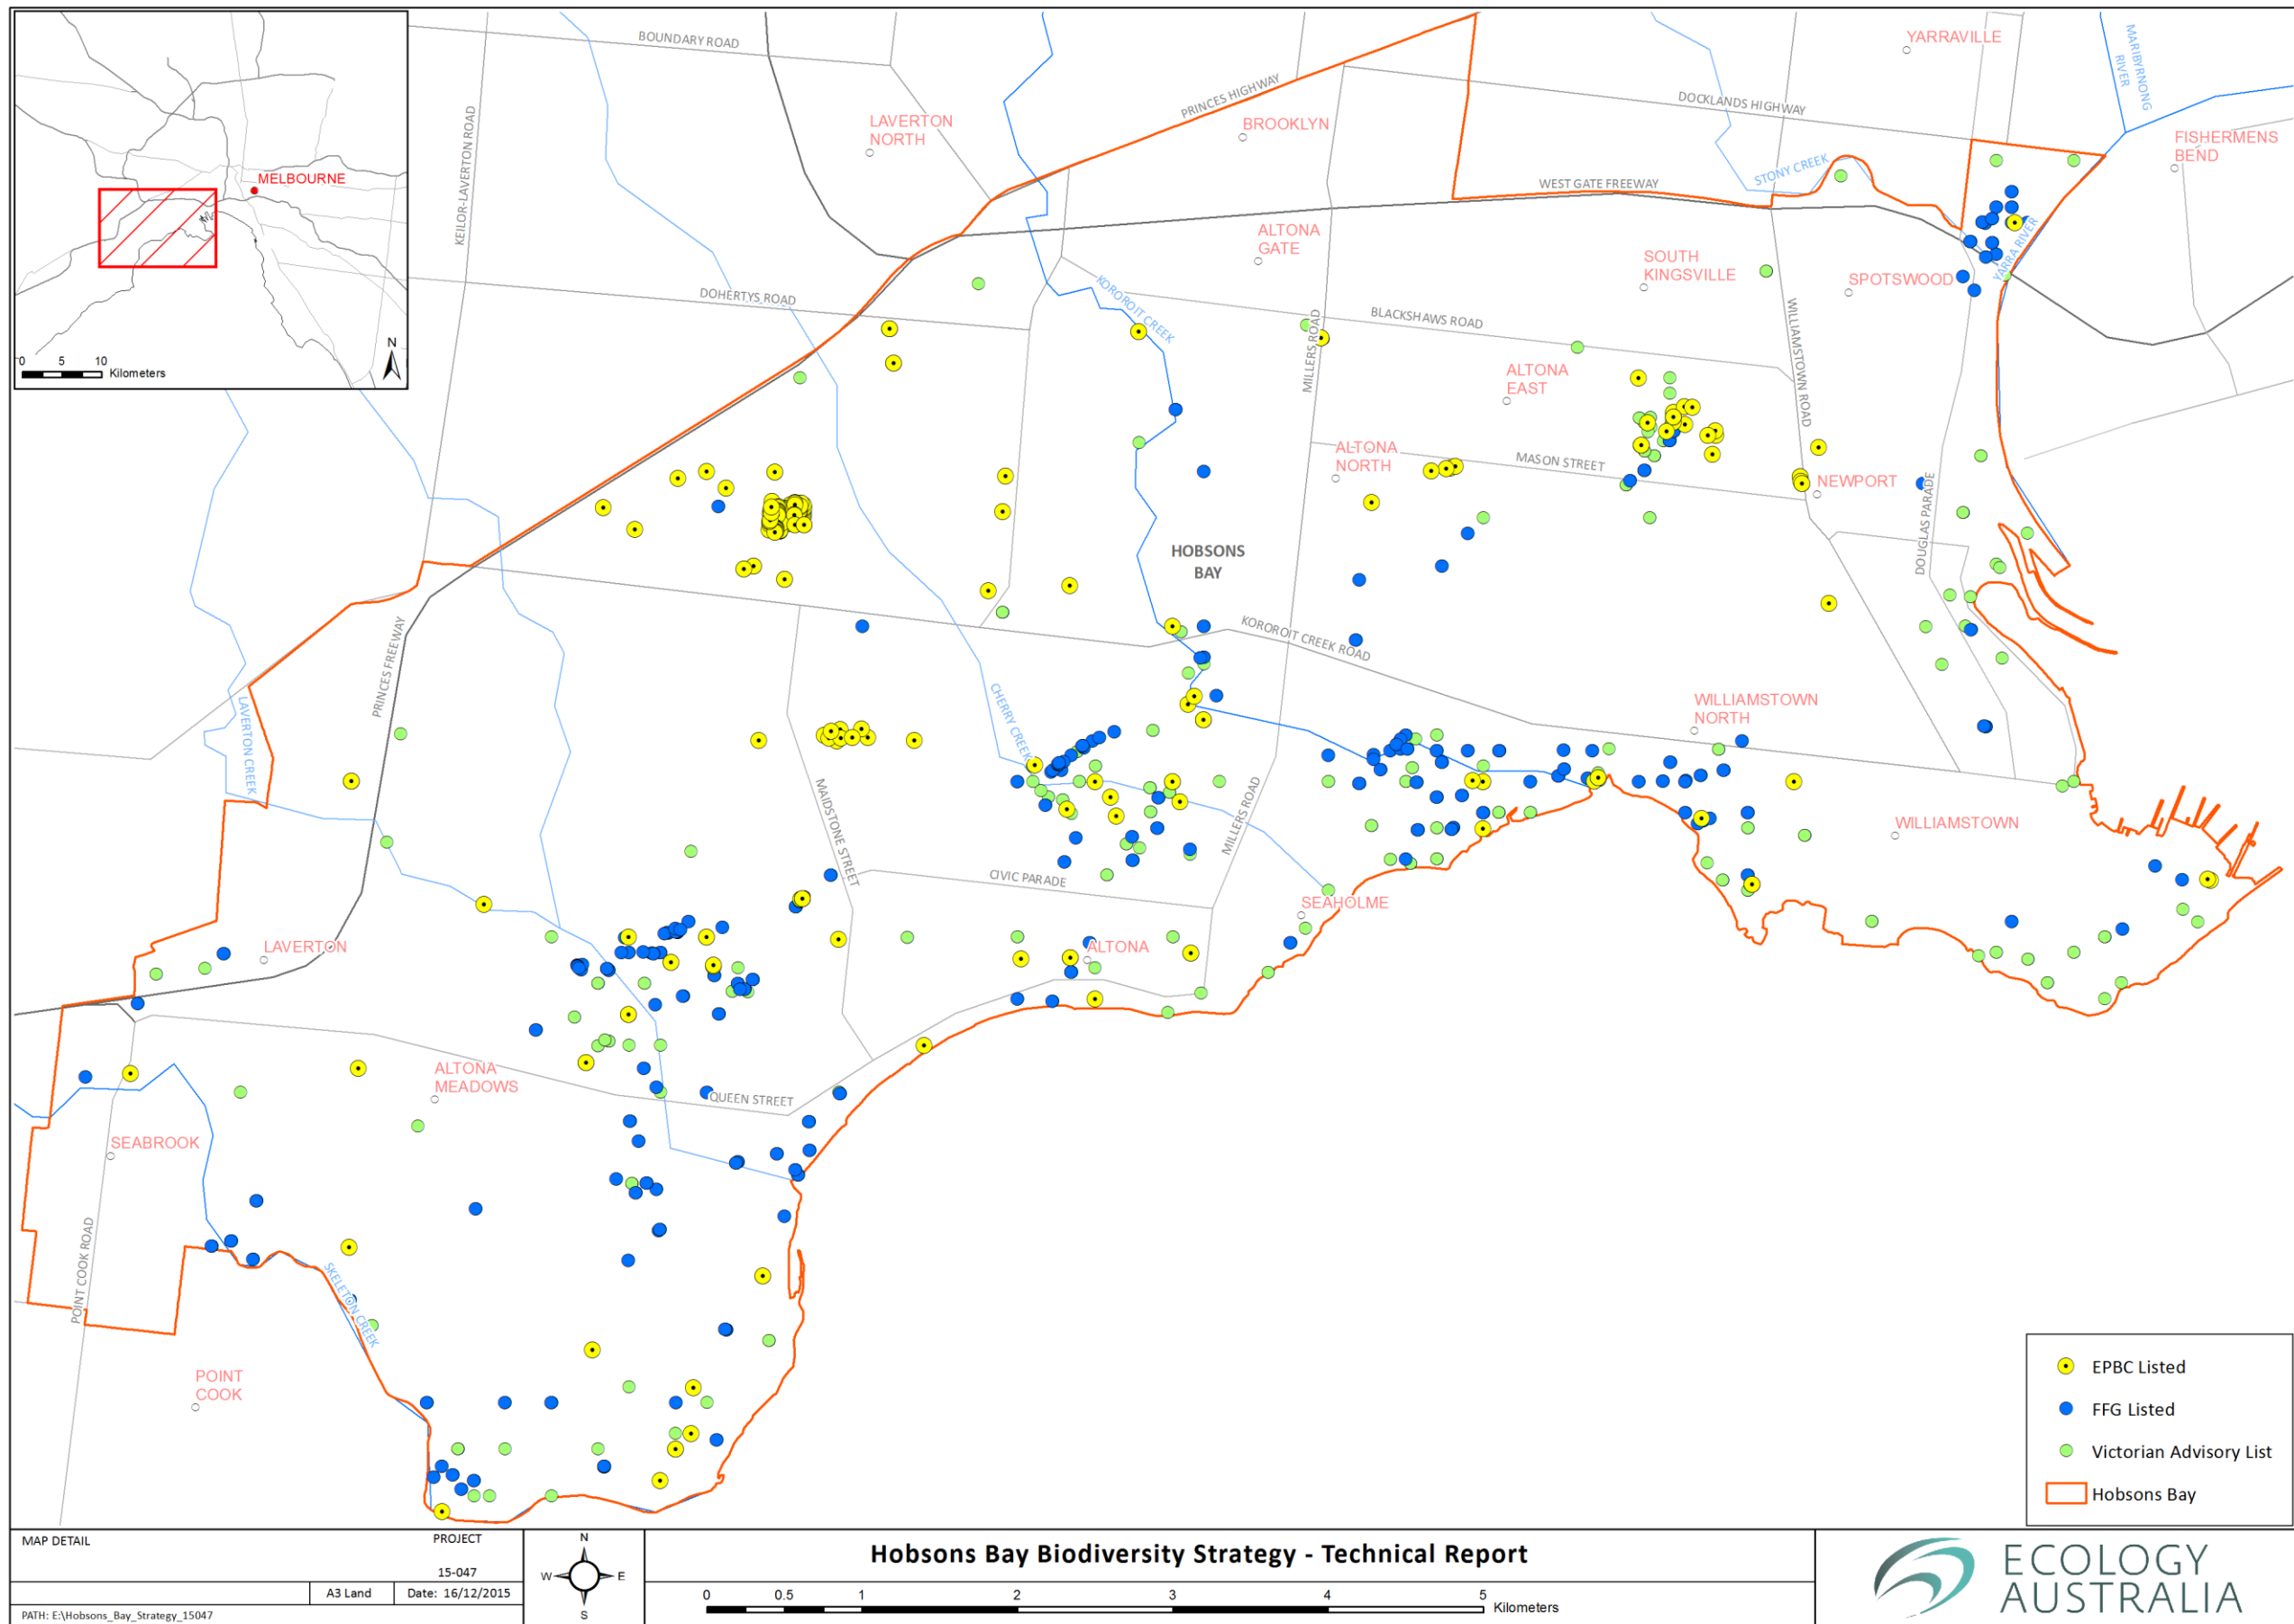 BOUNDARY ROAD
YARRAVILLE
MARIBYRNONG
RIVER
PRINCES HIGHWAY
DOCKLANDS HIGHWAY
LAVERTON
NORTH
BROOKLYN
FISHERMENS
BEND
KEILOR-LAVERTON ROAD
MELBOURNE
STONY CREEK
WEST GATE FREEWAY
ALTONA
GATE
SOUTH
KINGSVILLE
SPOTSWOOD
YARRA RIVER
DOHERTYS ROAD
KOROROIT CREEK
BLACKSHAWS ROAD
MILLERS ROAD
WILLIAMSTOWN ROAD
N
0 5 10
Kilometers
ALTONA
EAST
ALTONA
NORTH
MASON STREET
NEWPORT
DOUGLAS PARADE
HOBSONS
BAY
KOROROIT CREEK ROAD
PRINCES FREEWAY
LAVERTON CREEK
CHERRY CREEK
WILLIAMSTOWN
NORTH
MAIDSTONE STREET
MILLERS ROAD
WILLIAMSTOWN
CIVIC PARADE
SEAHOLME
LAVERTON
ALTONA
ALTONA
MEADOWS
QUEEN STREET
SEABROOK
POINT COOK ROAD
SKELETON CREEK
POINT
COOK
EPBC Listed
FFG Listed
Victorian Advisory List
Hobsons Bay
MAP DETAIL
PROJECT
15-047
A3 Land
Date: 16/12/2015
PATH: E:\Hobsons_Bay_Strategy_15047
N
W E
S
Hobsons Bay Biodiversity Strategy - Technical Report
0 0.5 1 2 3 4 5
Kilometers
ECOLOGY
AUSTRALIA